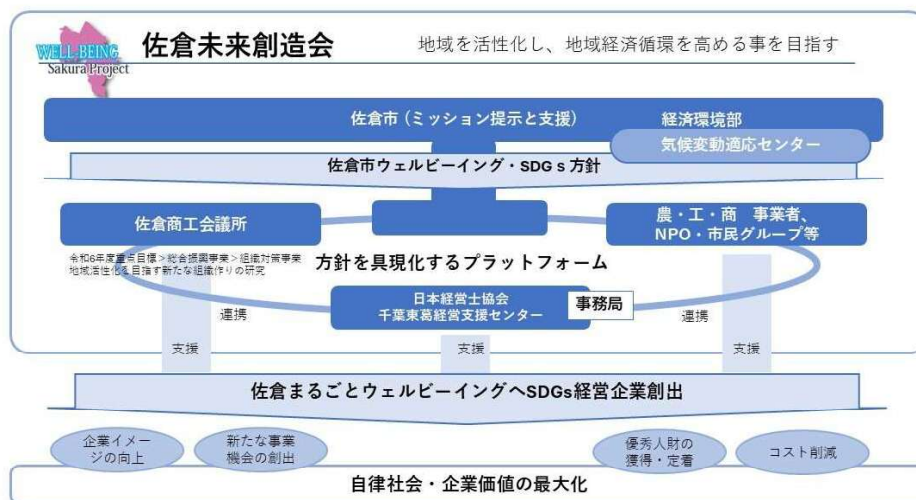 WELL-BEING
Sakura Project
佐倉未来創造会
地域を活性化し、地域経済循環を高める事を目指す
佐倉市（ミッション提示と支援）
経済環境部
気候変動適応センター
佐倉市ウェルビーイング・SDGｓ方針
佐倉商工会議所
農・工・商　事業者、
NPO・市民グループ等
令和6年度重点目標＞総合振興事業＞組織対策事業
地域活性化を目指す新たな組織作りの研究
方針を具現化するプラットフォーム
日本経営士協会
千葉東葛経営支援センター
事務局
連携
連携
支援
支援
支援
佐倉まるごとウェルビーイングへSDGs経営企業創出
企業イメー
ジの向上
新たな事業
機会の創出
優秀人財の
獲得・定着
コスト削減
自律社会・企業価値の最大化